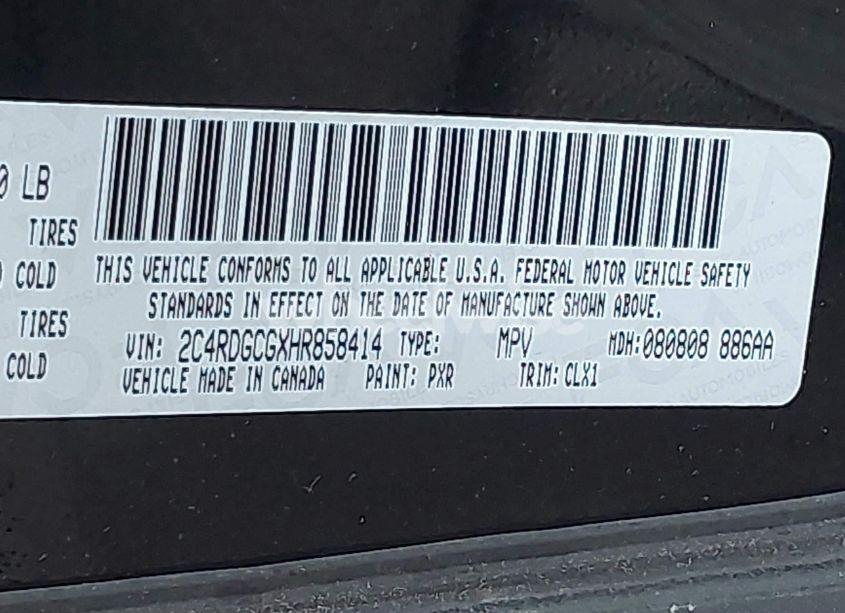 0 LB
TIRES
COLD
TIRES
COLD
THIS VEHICLE CONFORMS TO ALL APPLICABLE U.S.A. FEDERAL MOTOR VEHICLE SAFETY
STANDARDS IN EFFECT ON THE DATE OF MANUFACTURE SHOWN ABOVE.
VIN: 2C4RDGCGXHR858414 TYPE: MPV MDH:080808 886AA
VEHICLE MADE IN CANADA PAINT: PXR TRIM: CLX1